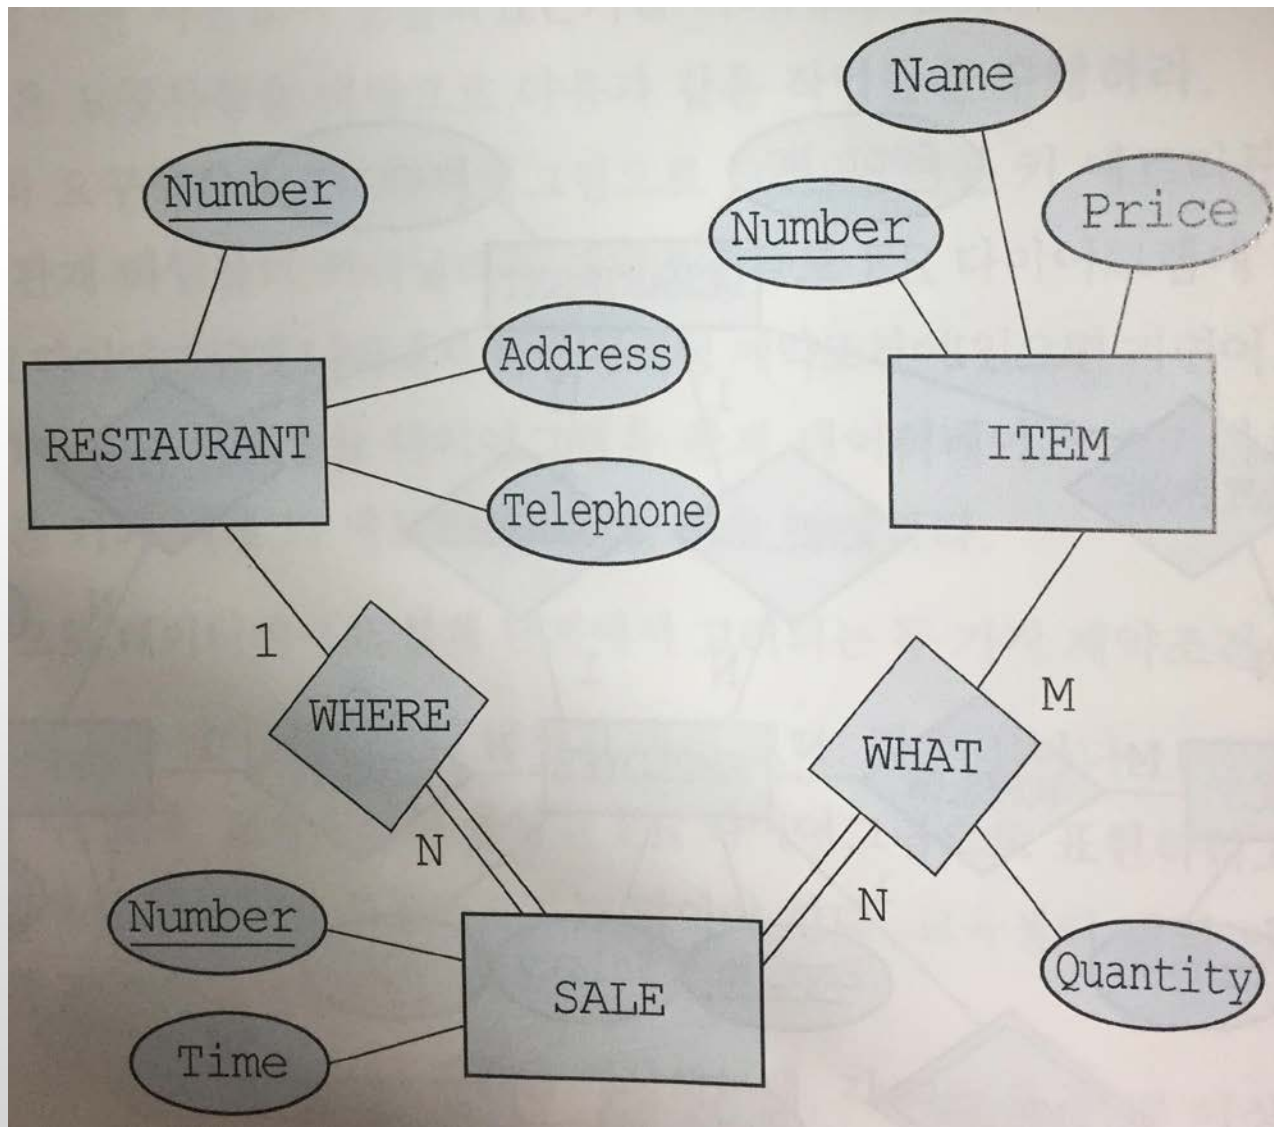 Name
Number
Number
Price
Address
RESTAURANT
ITEM
Telephone
1
M
WHERE
WHAT
N
N
Number
Quantity
SALE
Time